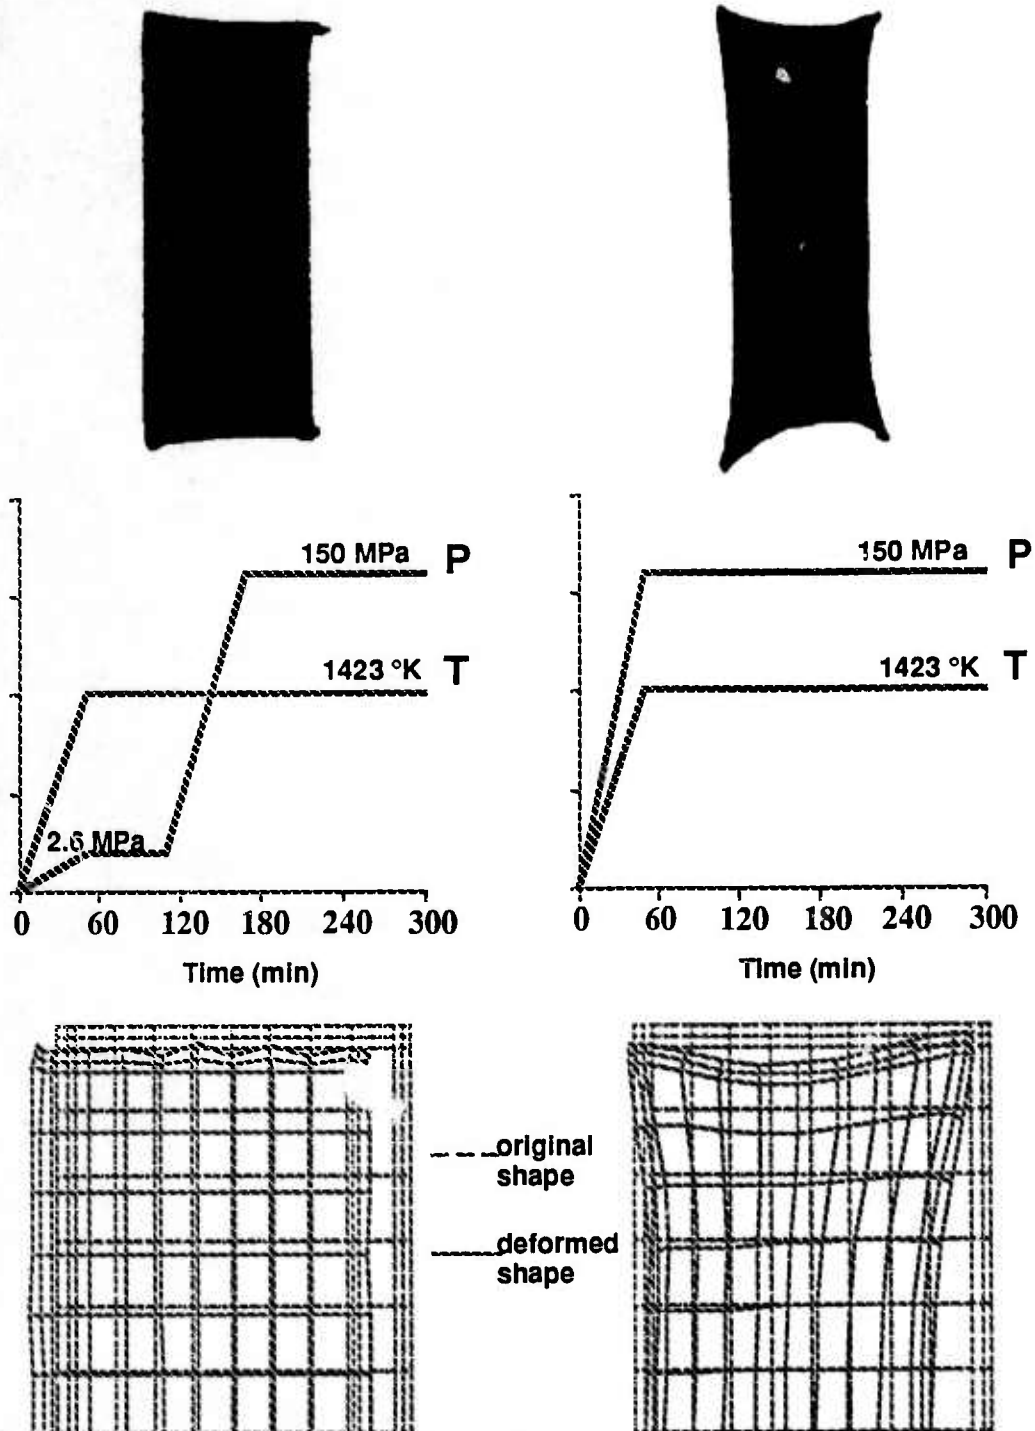 150 MPa P
1423 °K T
2.6 MPa
0 60 120 180 240 300
Time (min)
150 MPa P
1423 °K T
0 60 120 180 240 300
Time (min)
original
shape
deformed
shape